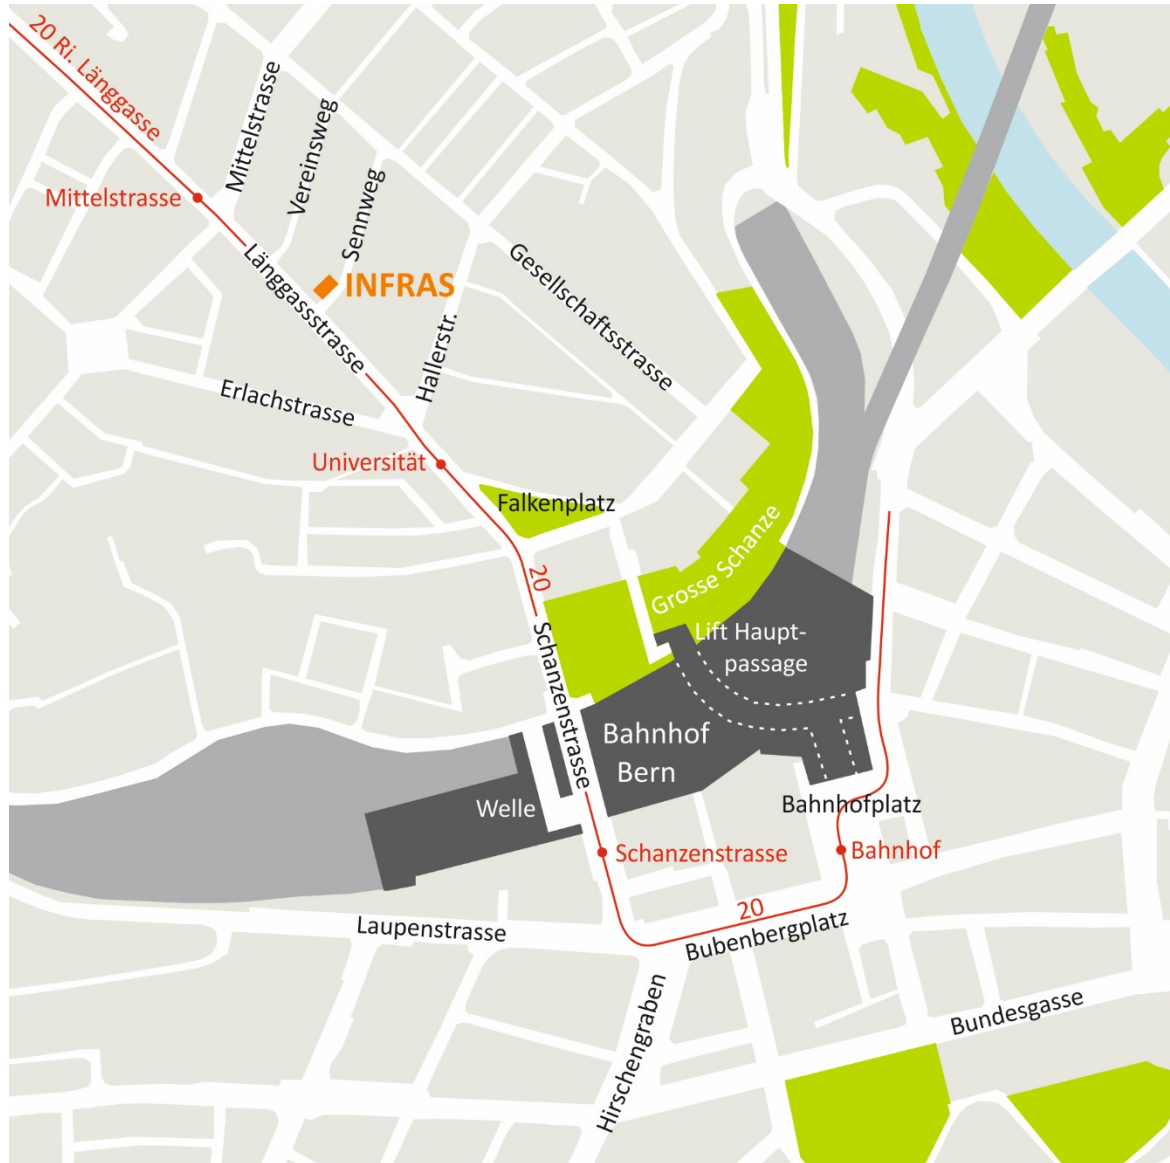 20 Ri. Länggasse
Mittelstrasse
Mittelstrasse
Vereinsweg
Sennweg
Länggassstrasse
INFRAS
Hallerstr.
Gesellschaftsstrasse
Erlachstrasse
Universität
Falkenplatz
20
Grosse Schanze
Schanzenstrasse
Lift Haupt-
passage
Bahnhof
Bern
Welle
Bahnhofplatz
Schanzenstrasse
Bahnhof
20
Laupenstrasse
Bubenbergplatz
Hirschengraben
Bundesgasse